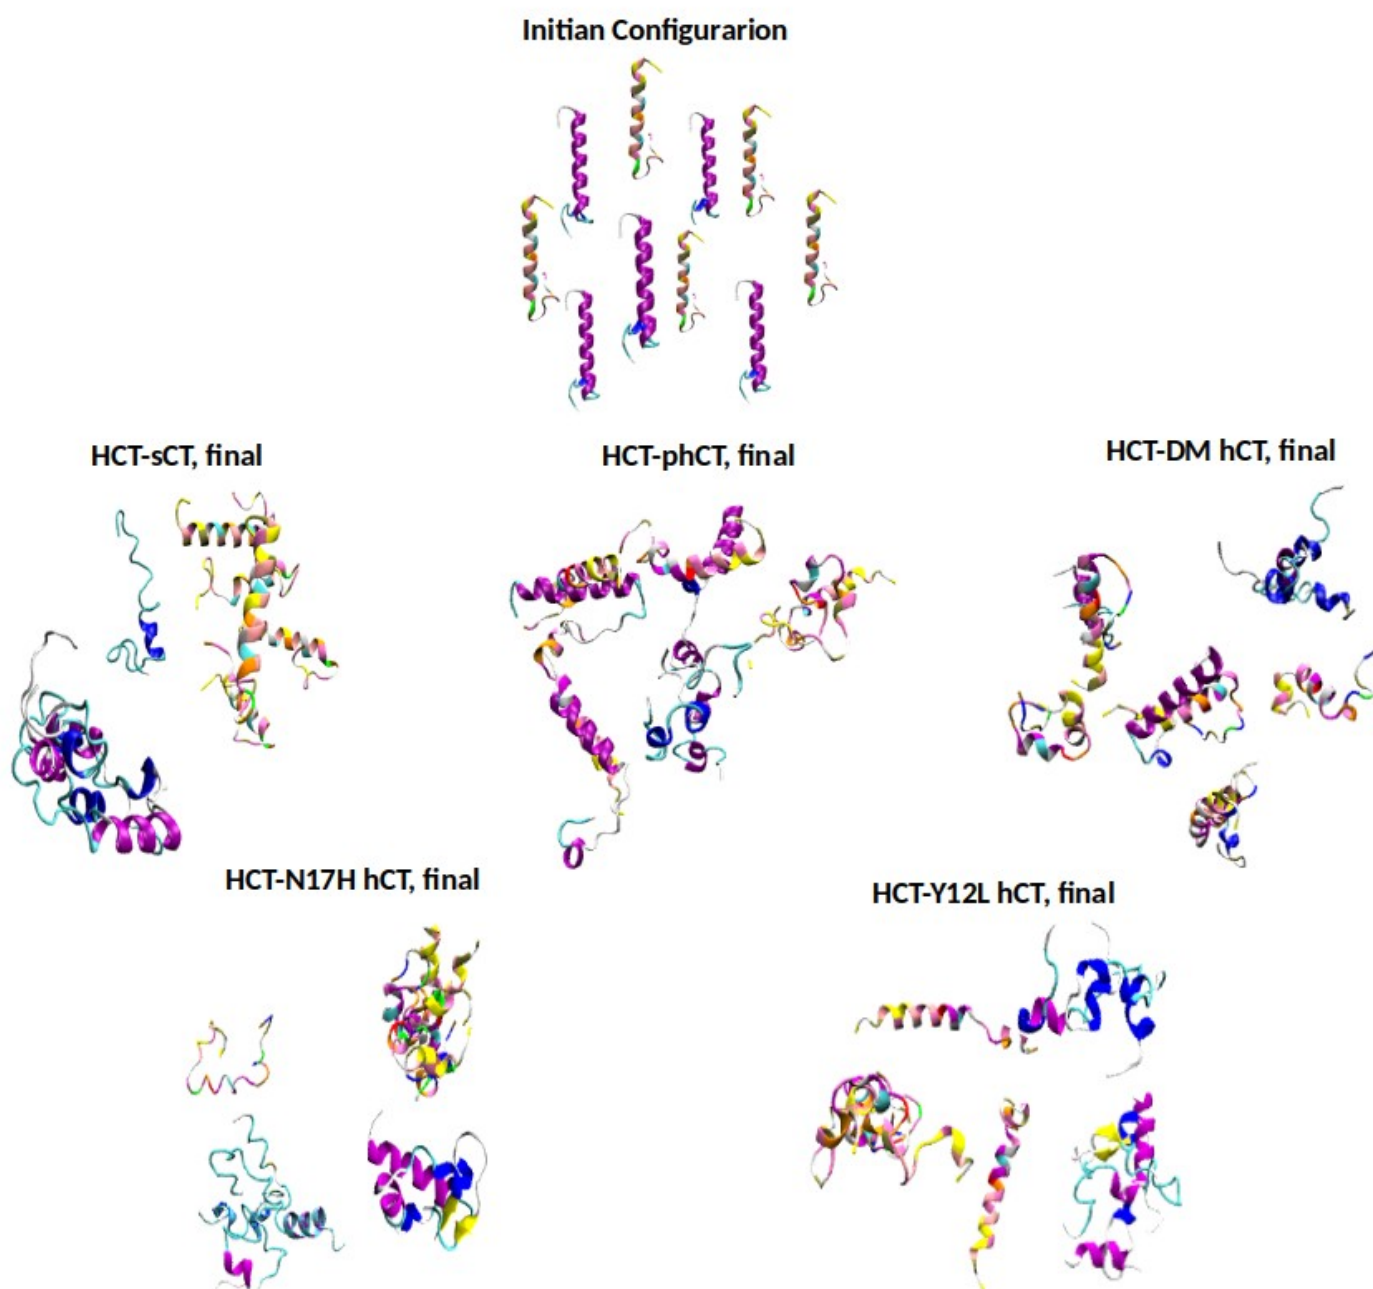 Initian Configurarion
HCT-sCT, final
HCT-phCT, final
HCT-DM hCT, final
HCT-N17H hCT, final
HCT-Y12L hCT, final